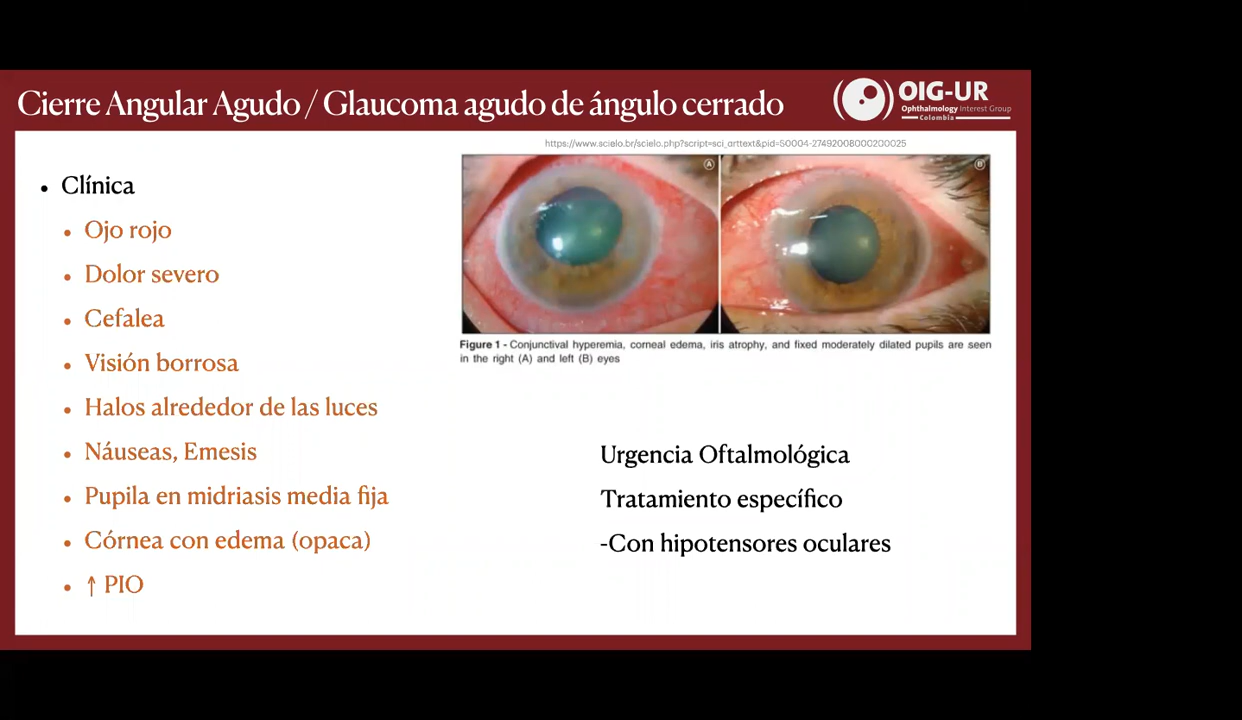 Cierre Angular Agudo / Glaucoma agudo de ángulo cerrado
OIG-UR
Ophthalmology Interest Group
Colombia
https://www.scielo.br/scielo.php?script=sci_arttext&pid=S0004-27492008000200025
• Clínica
• Ojo rojo
• Dolor severo
• Cefalea
• Visión borrosa
• Halos alrededor de las luces
• Náuseas, Emesis
• Pupila en midriasis media fija
• Córnea con edema (opaca)
• ↑ PIO
A
B
Figure 1 - Conjunctival hyperemia, corneal edema, iris atrophy, and fixed moderately dilated pupils are seen
in the right (A) and left (B) eyes
Urgencia Oftalmológica
Tratamiento específico
-Con hipotensores oculares